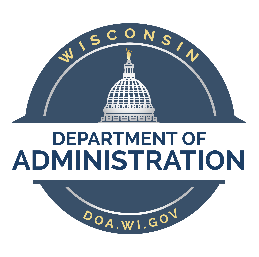 WISCONSIN
DEPARTMENT OF
ADMINISTRATION
DOA.WI.GOV